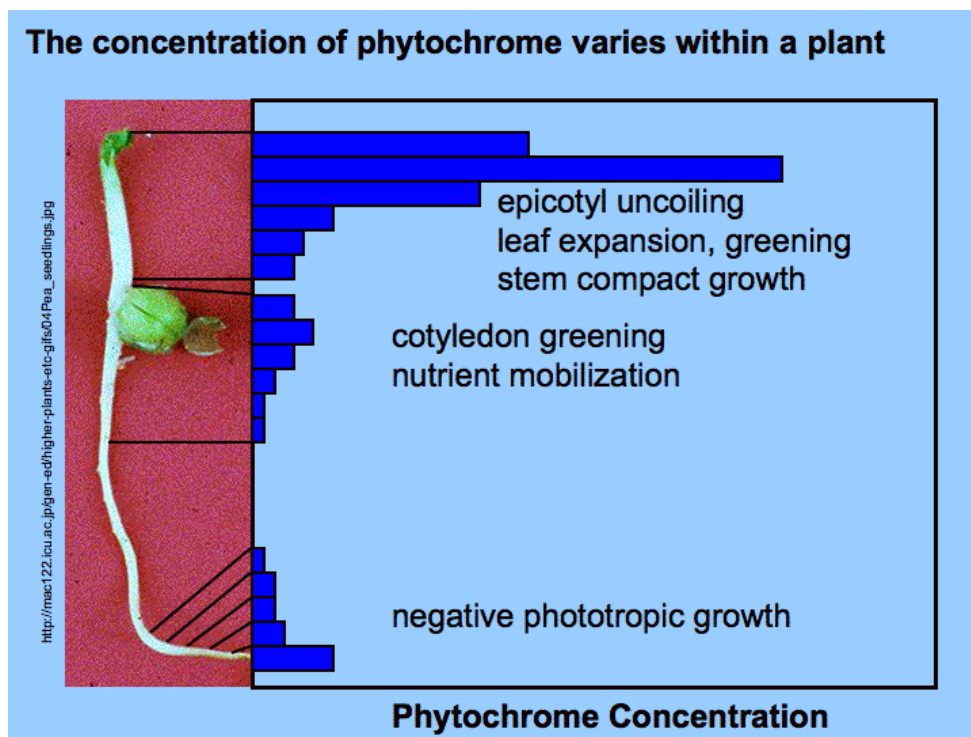 The concentration of phytochrome varies within a plant
http://mac122.icu.ac.jp/gen-ed/higher-plants-etc-gifs/04Pea_seedlings.jpg
epicotyl uncoiling
leaf expansion, greening
stem compact growth
cotyledon greening
nutrient mobilization
negative phototropic growth
Phytochrome Concentration